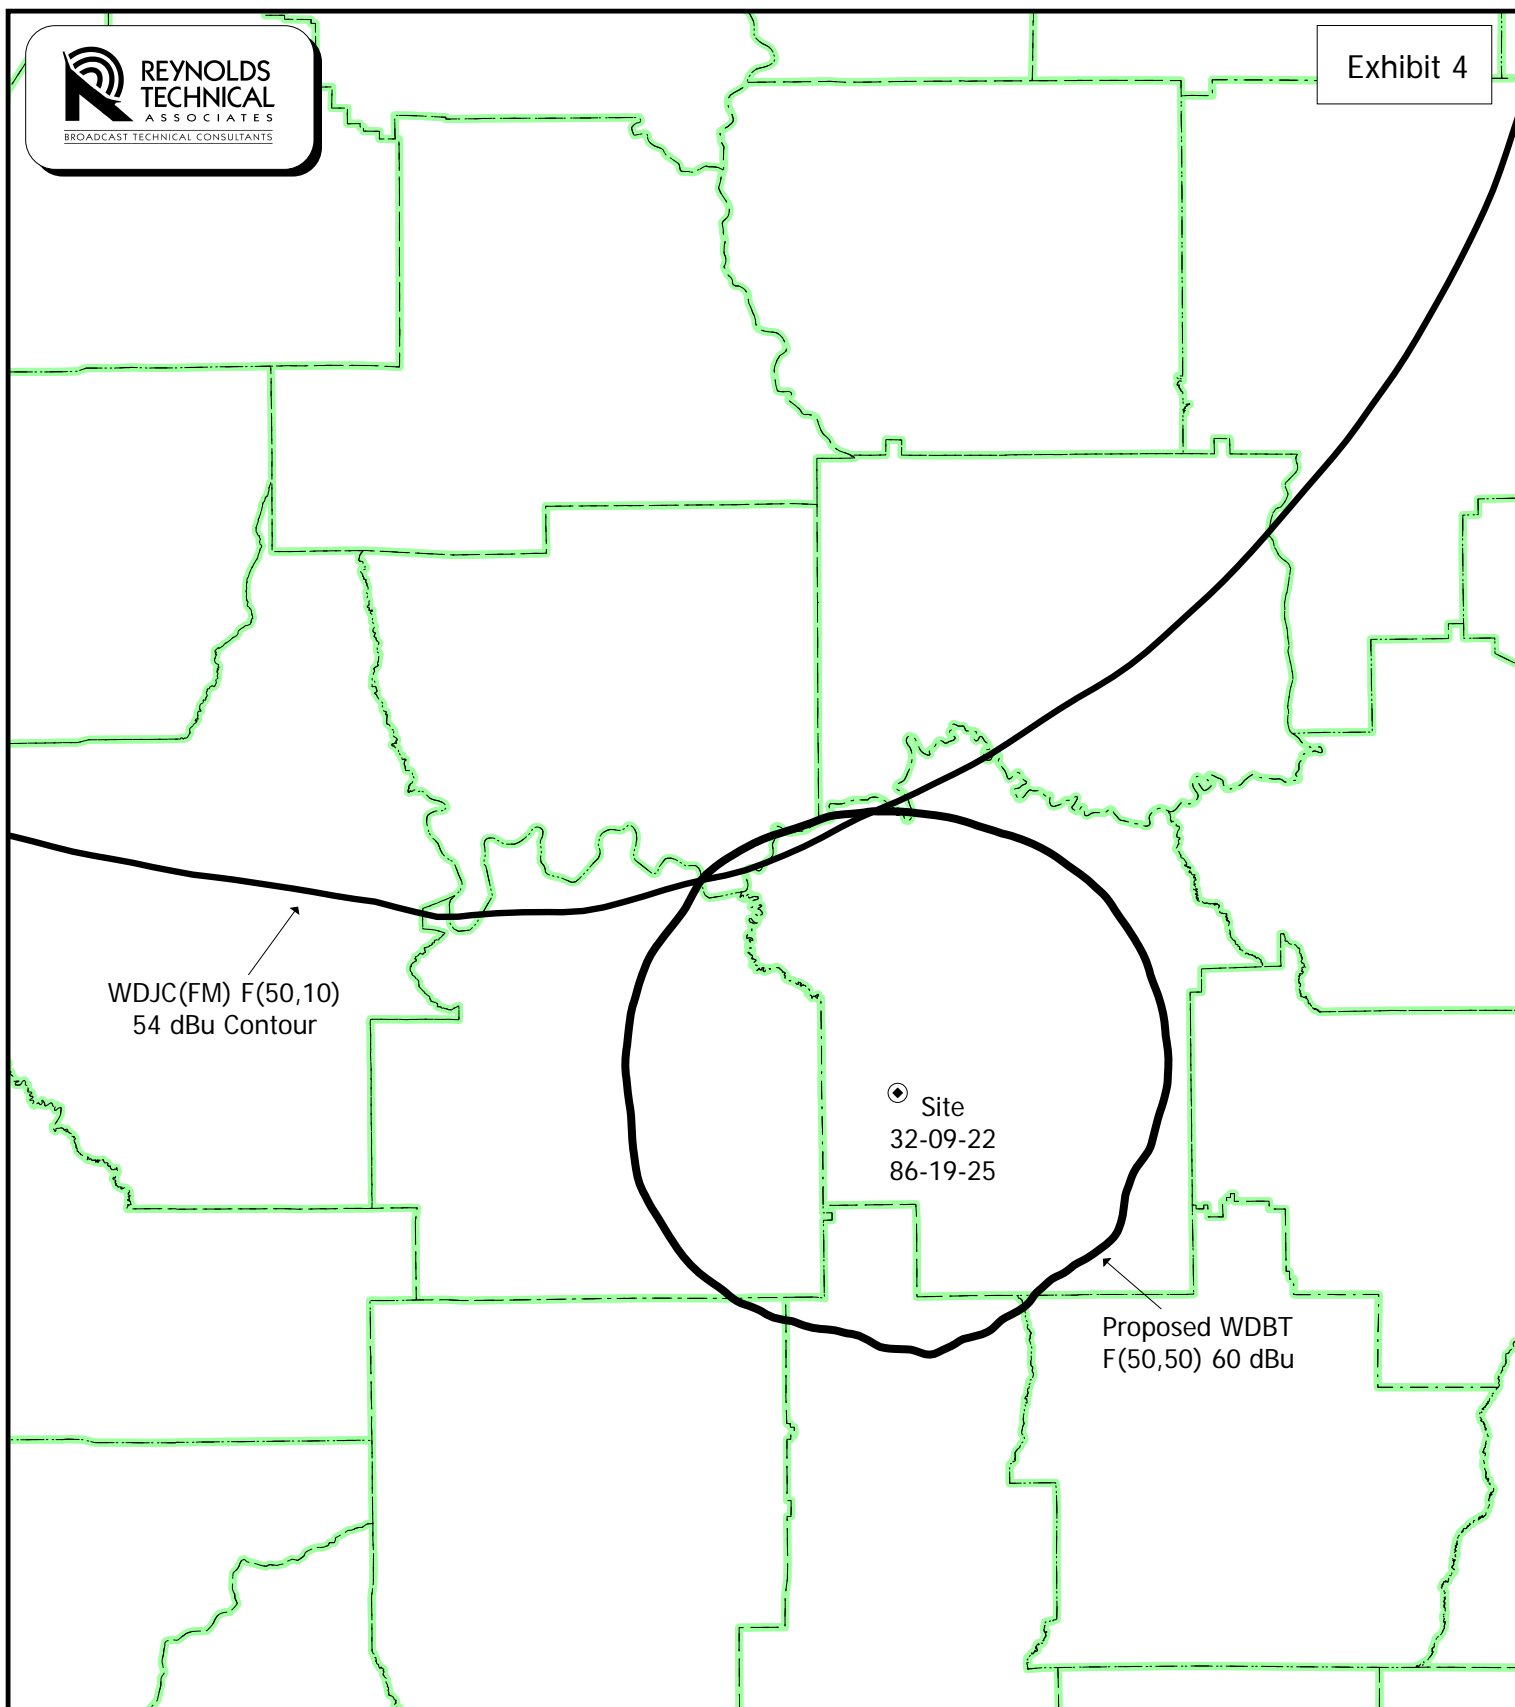 REYNOLDS
TECHNICAL
ASSOCIATES
BROADCAST TECHNICAL CONSULTANTS
Exhibit 4
WDJC(FM) F(50,10)
54 dBu Contour
Site
32-09-22
86-19-25
Proposed WDBT
F(50,50) 60 dBu